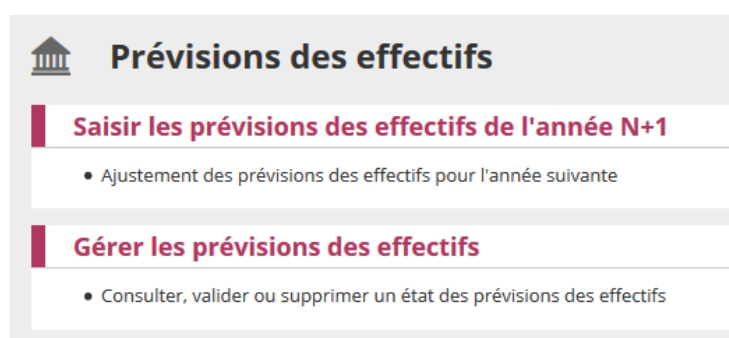 Prévisions des effectifs
Saisir les prévisions des effectifs de l'année N+1
• Ajustement des prévisions des effectifs pour l'année suivante
Gérer les prévisions des effectifs
• Consulter, valider ou supprimer un état des prévisions des effectifs